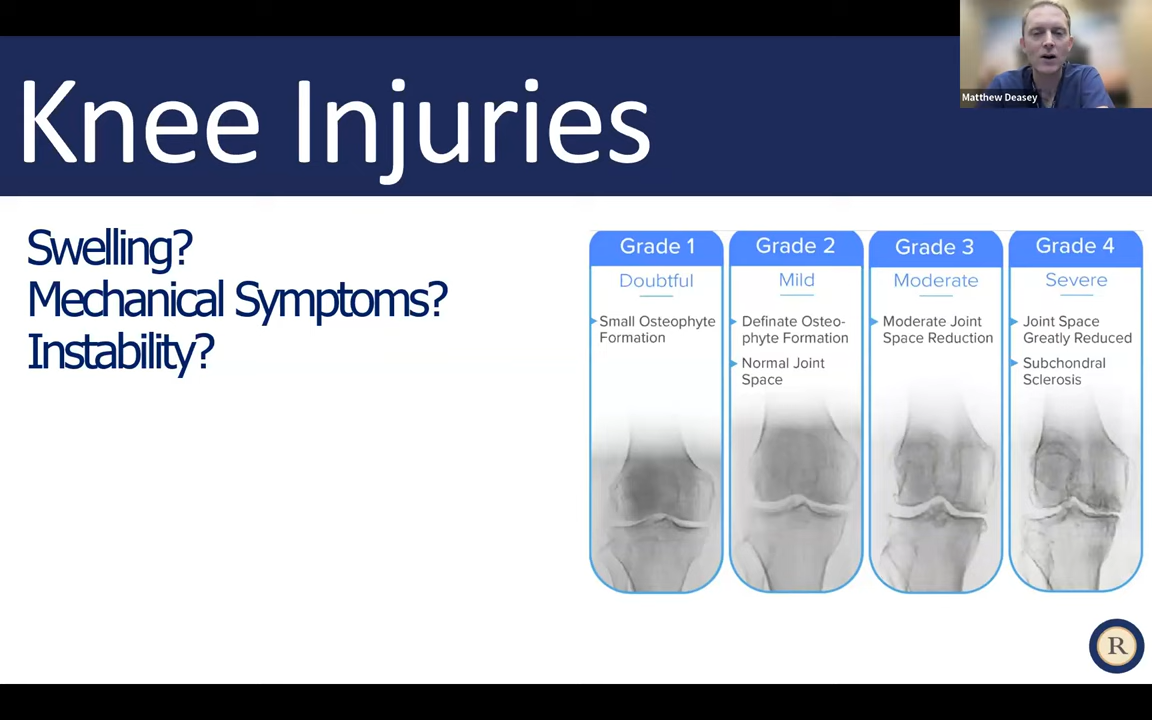 Knee Injuries
Matthew Deasey
Swelling?
Mechanical Symptoms?
Instability?
Grade 1
Doubtful
Small Osteophyte
Formation
Grade 2
Mild
Definate Osteo-
phyte Formation
Normal Joint
Space
Grade 3
Moderate
Moderate Joint
Space Reduction
Grade 4
Severe
Joint Space
Greatly Reduced
Subchondral
Sclerosis
R